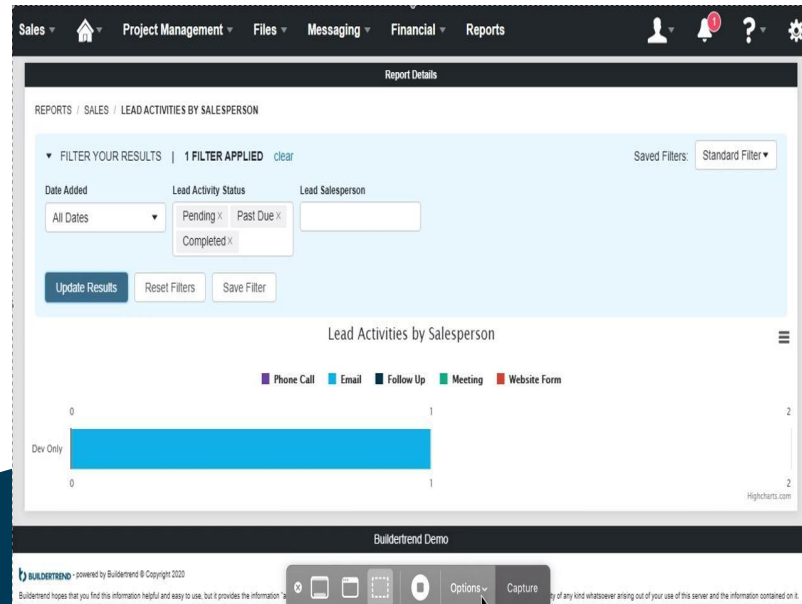 Sales Project Management Files Messaging Financial Reports 1 ?
Report Details
REPORTS / SALES / LEAD ACTIVITIES BY SALESPERSON
FILTER YOUR RESULTS | 1 FILTER APPLIED clear Saved Filters: Standard Filter
Date Added Lead Activity Status Lead Salesperson
All Dates Pending × Past Due ×
Completed ×
Update Results Reset Filters Save Filter
Lead Activities by Salesperson
Phone Call Email Follow Up Meeting Website Form
0 1 2
Dev Only
0 1 2
Highcharts.com
Buildertrend Demo
BUILDERTREND - powered by Buildertrend © Copyright 2020
Options Capture
Buildertrend hopes that you find this information helpful and easy to use, but it provides the information "a ty of any kind whatsoever arising out of your use of this server and the information contained on it.